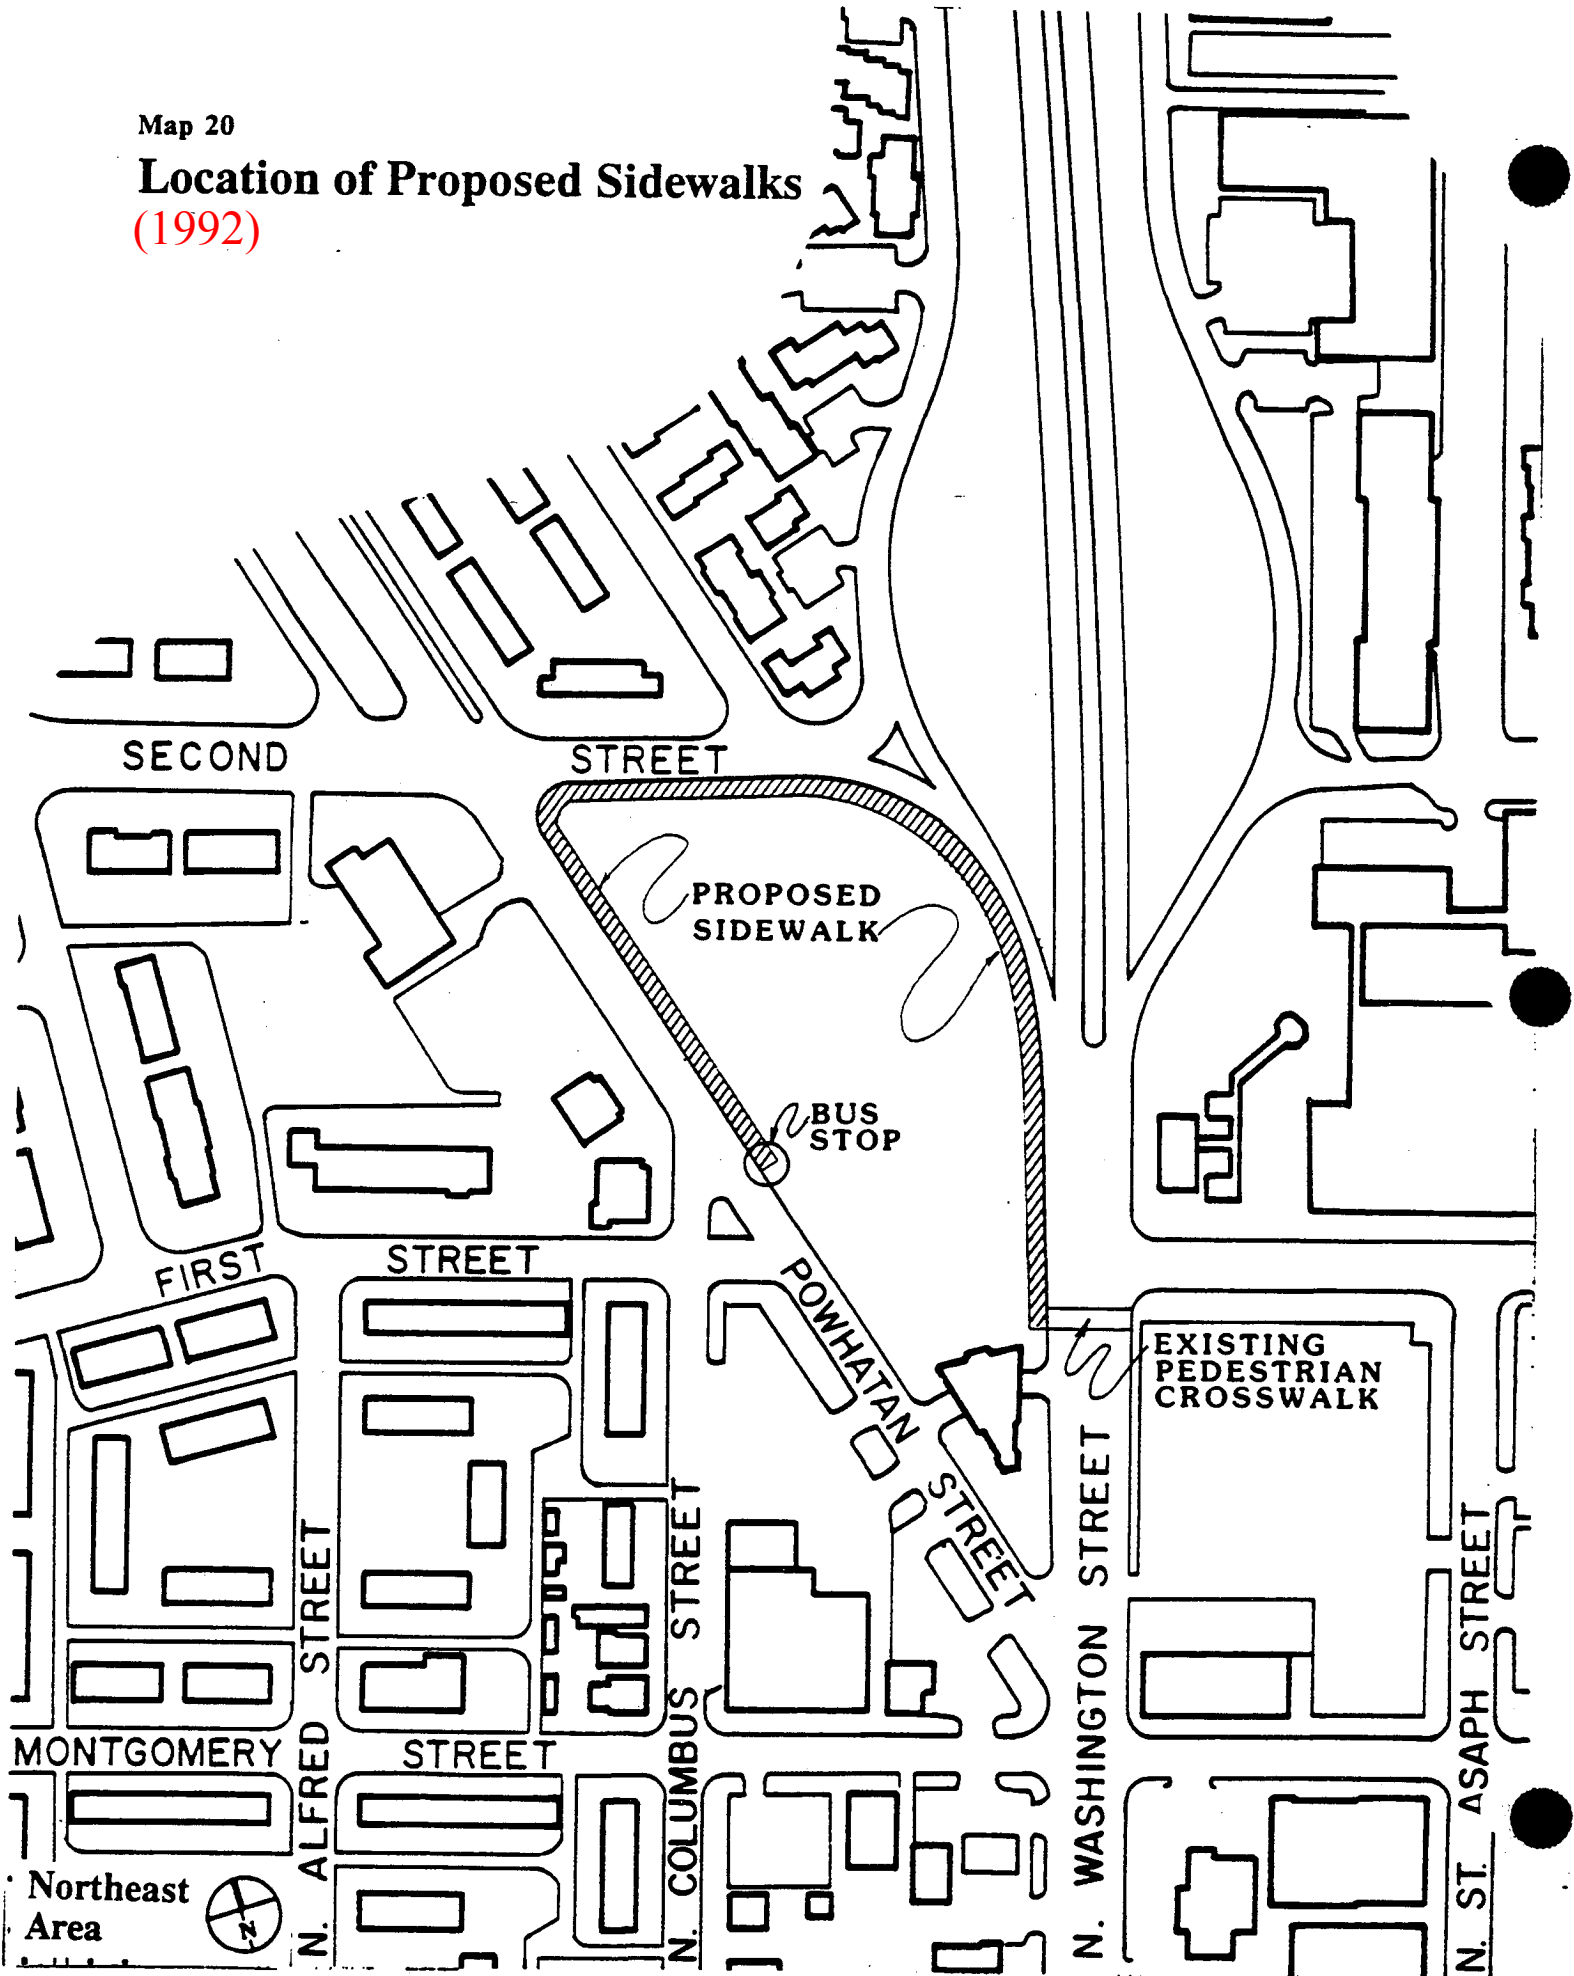 Map 20
Location of Proposed Sidewalks
(1992)
SECOND STREET
PROPOSED
SIDEWALK
BUS
STOP
FIRST STREET
POWHATAN STREET
EXISTING
PEDESTRIAN
CROSSWALK
MONTGOMERY STREET
N. ALFRED STREET
N. COLUMBUS STREET
N. WASHINGTON STREET
N. ST. ASAPH STREET
Northeast
Area
N